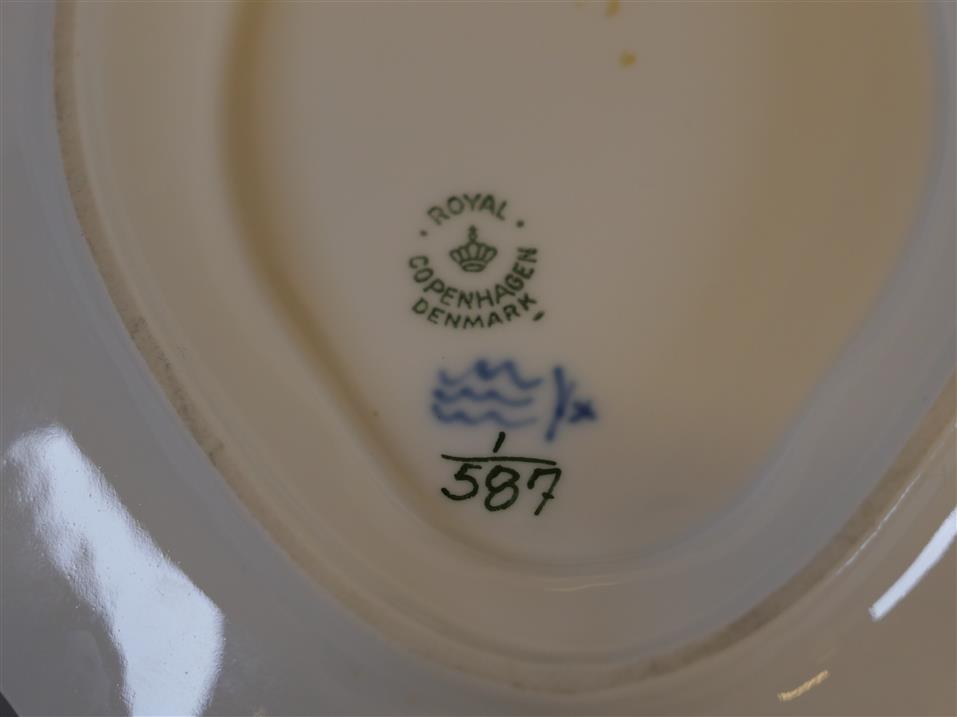 ROYAL
COPENHAGEN
DENMARK
1
587